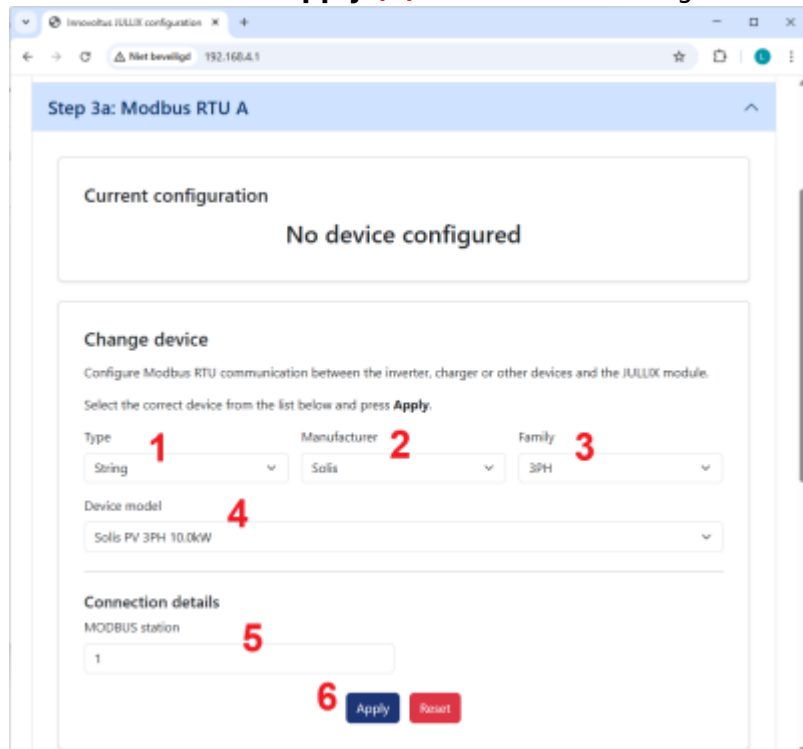 Apply
Innovoltus JULLIX configuration
Niet beveiligd 192.168.4.1
L
Step 3a: Modbus RTU A
Current configuration
No device configured
Change device
Configure Modbus RTU communication between the inverter, charger or other devices and the JULLIX module.
Select the correct device from the list below and press Apply.
Type 1 Manufacturer 2 Family 3
String Solis 3PH
Device model 4
Solis PV 3PH 10.0kW
Connection details
MODBUS station 5
1
6 Apply Reset